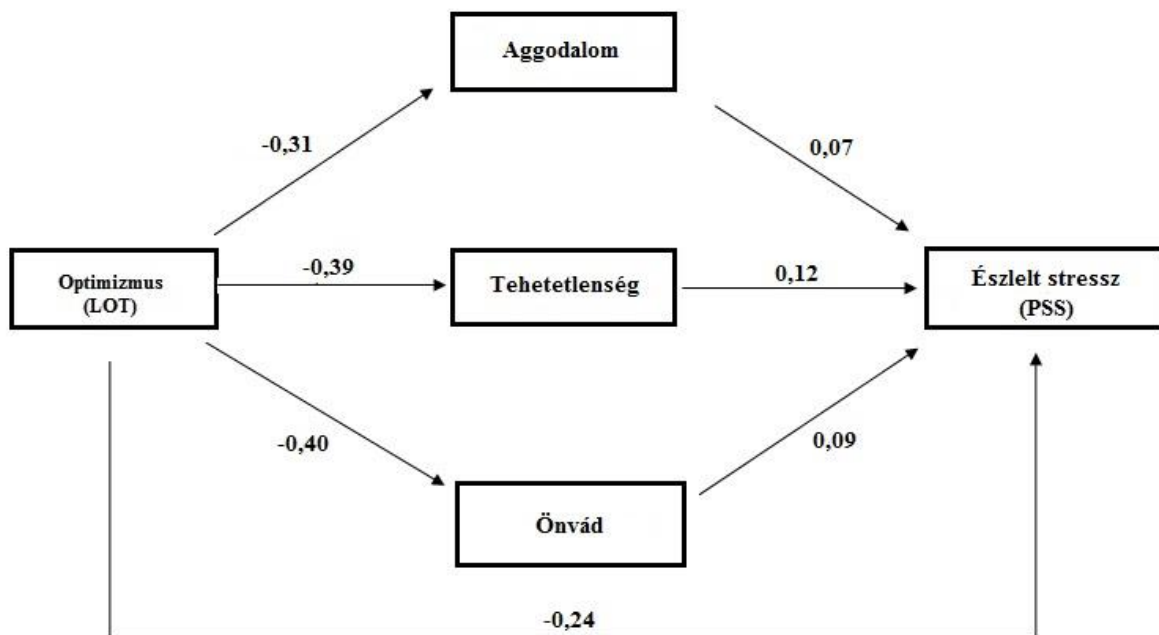 Aggodalom
-0,31
0,07
Optimizmus
(LOT)
-0,39
Tehetetlenség
0,12
Észlelt stressz
(PSS)
-0,40
0,09
Önvád
-0,24